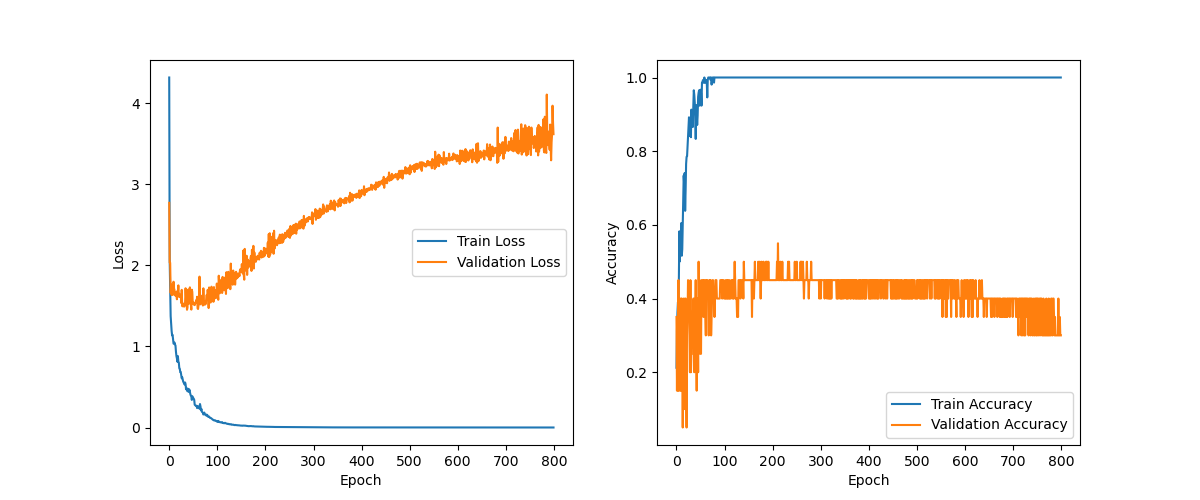 4
3
2
1
0
Loss
0 100 200 300 400 500 600 700 800
Epoch
Train Loss
Validation Loss
1.0
0.8
0.6
0.4
0.2
Accuracy
0 100 200 300 400 500 600 700 800
Epoch
Train Accuracy
Validation Accuracy